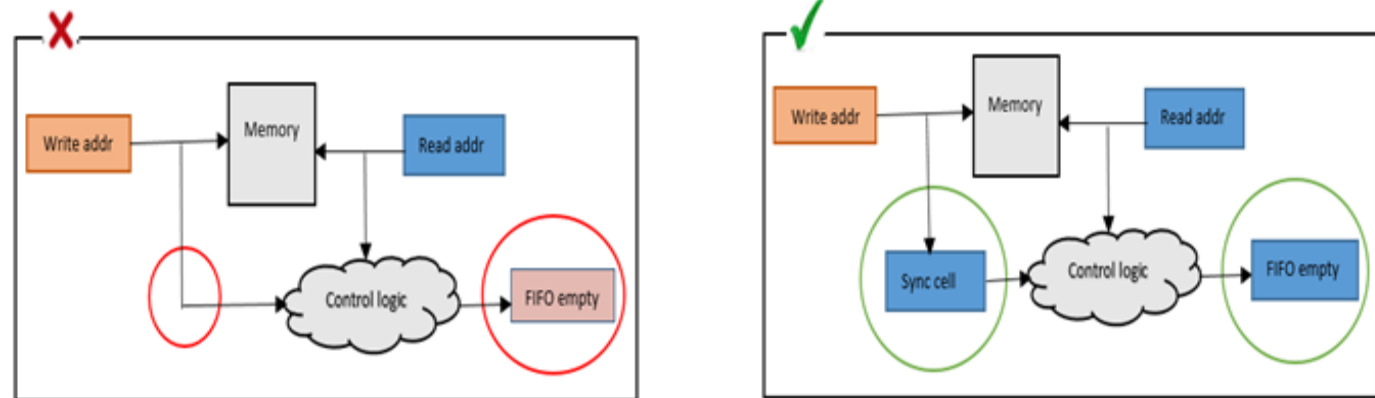 Write addr
Memory
Read addr
Control logic
FIFO empty
Write addr
Memory
Read addr
Sync cell
Control logic
FIFO empty